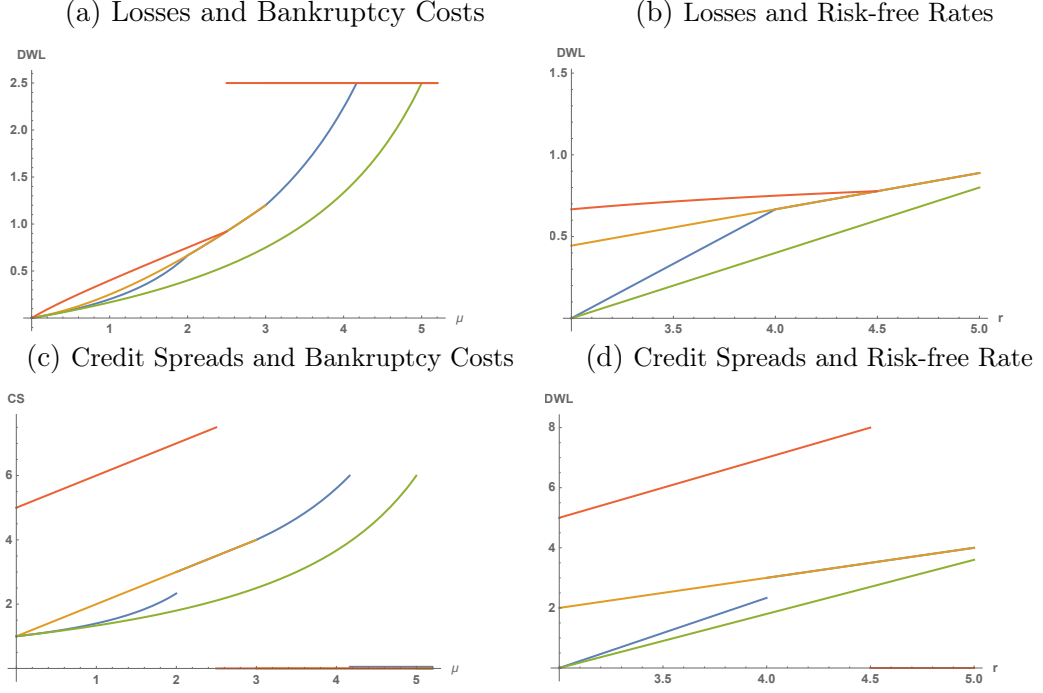 (a) Losses and Bankruptcy Costs
(b) Losses and Risk-free Rates
DWL
2.5
2.0
1.5
1.0
0.5
1 2 3 4 5 μ
DWL
1.5
1.0
0.5
3.5 4.0 4.5 5.0 r
(c) Credit Spreads and Bankruptcy Costs
(d) Credit Spreads and Risk-free Rate
CS
6
4
2
1 2 3 4 5 μ
DWL
8
6
4
2
3.5 4.0 4.5 5.0 r